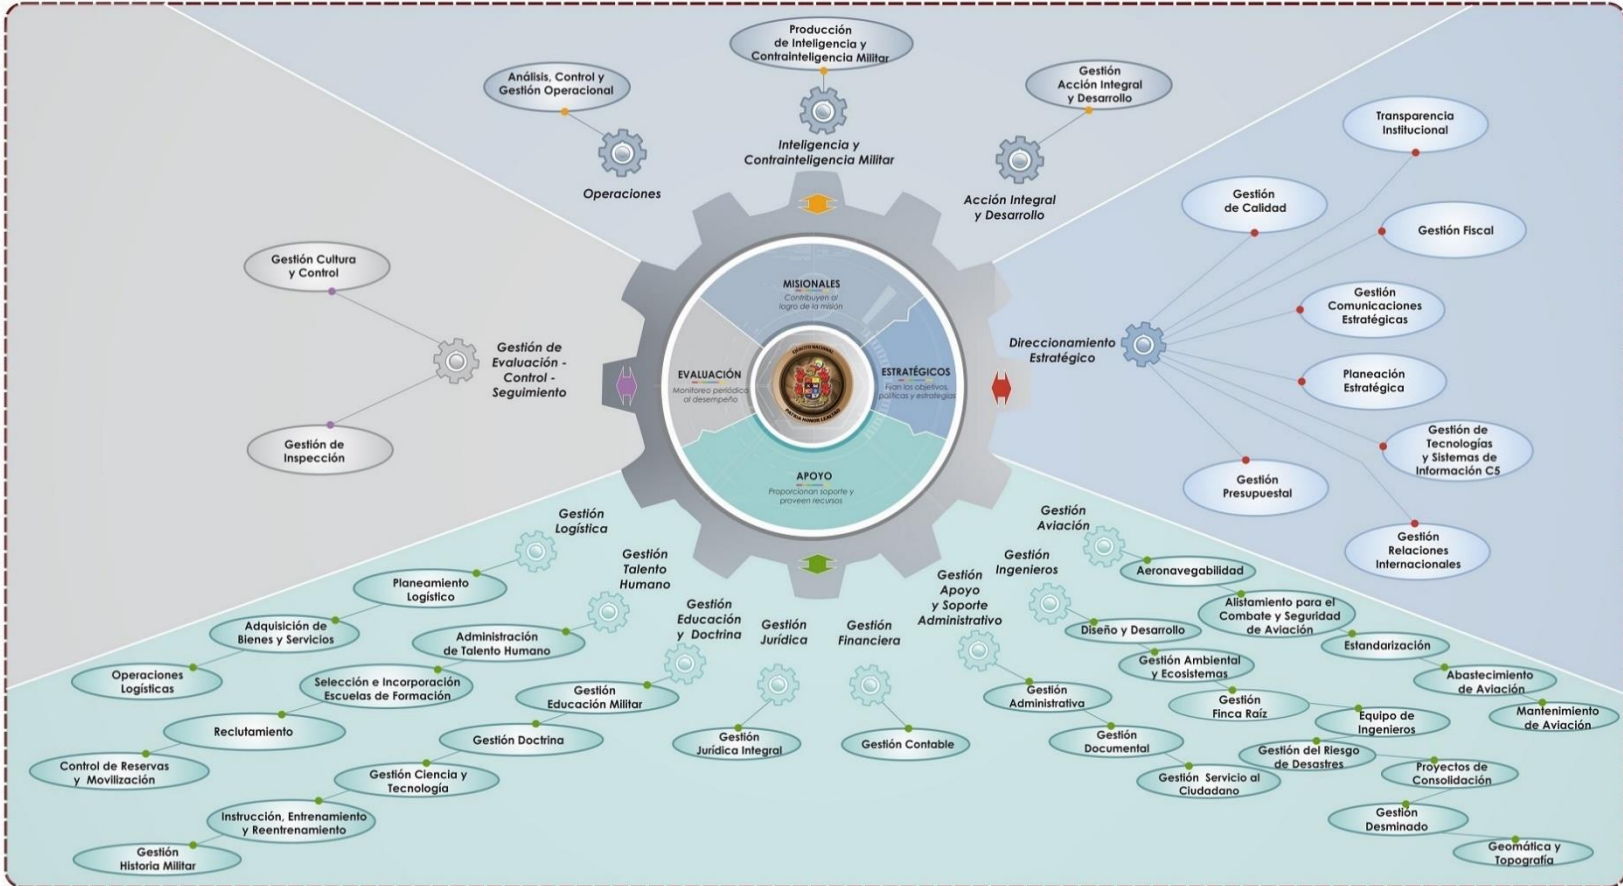 Producción
de Inteligencia y
Contrainteligencia Militar
Análisis, Control y
Gestión Operacional
Gestión
Acción Integral
y Desarrollo
Inteligencia y
Contrainteligencia Militar
Operaciones
Acción Integral
y Desarrollo
Transparencia
Institucional
Gestión
de Calidad
Gestión Fiscal
Gestión
Comunicaciones
Estratégicas
Direccionamiento
Estratégico
Planeación
Estratégica
Gestión de
Tecnologías
y Sistemas de
Información C5
Gestión
Presupuestal
Gestión
Relaciones
Internacionales
Gestión Cultura
y Control
Gestión de
Evaluación -
Control -
Seguimiento
Gestión de
Inspección
MISIONALES
Contribuyen al
logro de la misión
EVALUACIÓN
Monitoreo periódico
al desempeño
ESTRATÉGICOS
Fijan los objetivos,
políticas y estrategias
EJÉRCITO NACIONAL
PATRIA HONOR LEALTAD
APOYO
Proporcionan soporte y
proveen recursos
Gestión
Logística
Planeamiento
Logístico
Adquisición de
Bienes y Servicios
Operaciones
Logísticas
Gestión
Talento
Humano
Administración
de Talento Humano
Selección e Incorporación
Escuelas de Formación
Reclutamiento
Control de Reservas
y Movilización
Gestión
Educación
y Doctrina
Gestión
Educación Militar
Gestión Doctrina
Gestión Ciencia y
Tecnología
Instrucción, Entrenamiento
y Reentrenamiento
Gestión
Historia Militar
Gestión
Jurídica
Gestión
Jurídica Integral
Gestión
Financiera
Gestión Contable
Gestión
Apoyo
y Soporte
Administrativo
Gestión
Administrativa
Gestión
Documental
Gestión Servicio al
Ciudadano
Gestión
Ingenieros
Diseño y Desarrollo
Gestión Ambiental
y Ecosistemas
Gestión
Finca Raíz
Equipo de
Ingenieros
Gestión del Riesgo
de Desastres
Proyectos de
Consolidación
Gestión
Desminado
Geomática y
Topografía
Gestión
Aviación
Aeronavegabilidad
Alistamiento para el
Combate y Seguridad
de Aviación
Estandarización
Abastecimiento
de Aviación
Mantenimiento
de Aviación